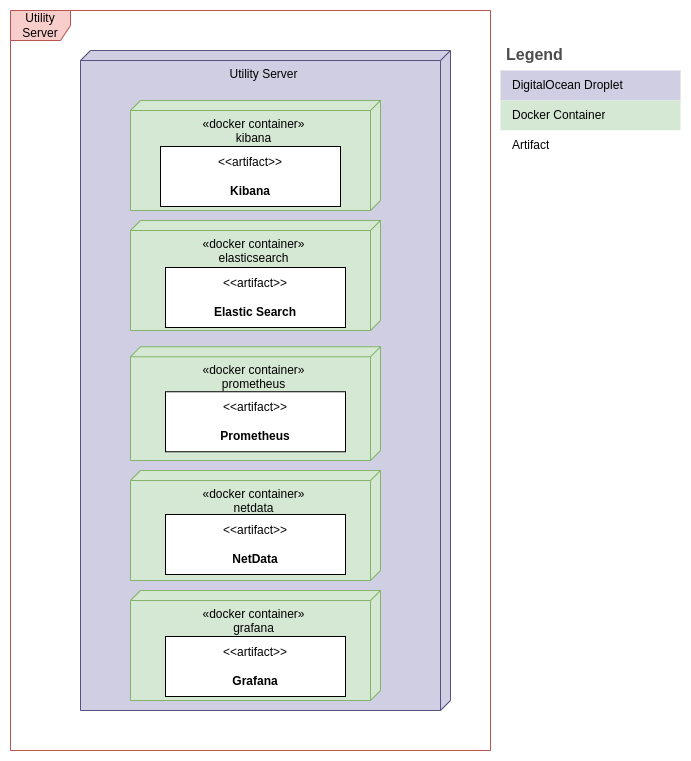 Utility
Server
Utility Server
«docker container»
kibana
<<artifact>>
Kibana
«docker container»
elasticsearch
<<artifact>>
Elastic Search
«docker container»
prometheus
<<artifact>>
Prometheus
«docker container»
netdata
<<artifact>>
NetData
«docker container»
grafana
<<artifact>>
Grafana
Legend
DigitalOcean Droplet
Docker Container
Artifact